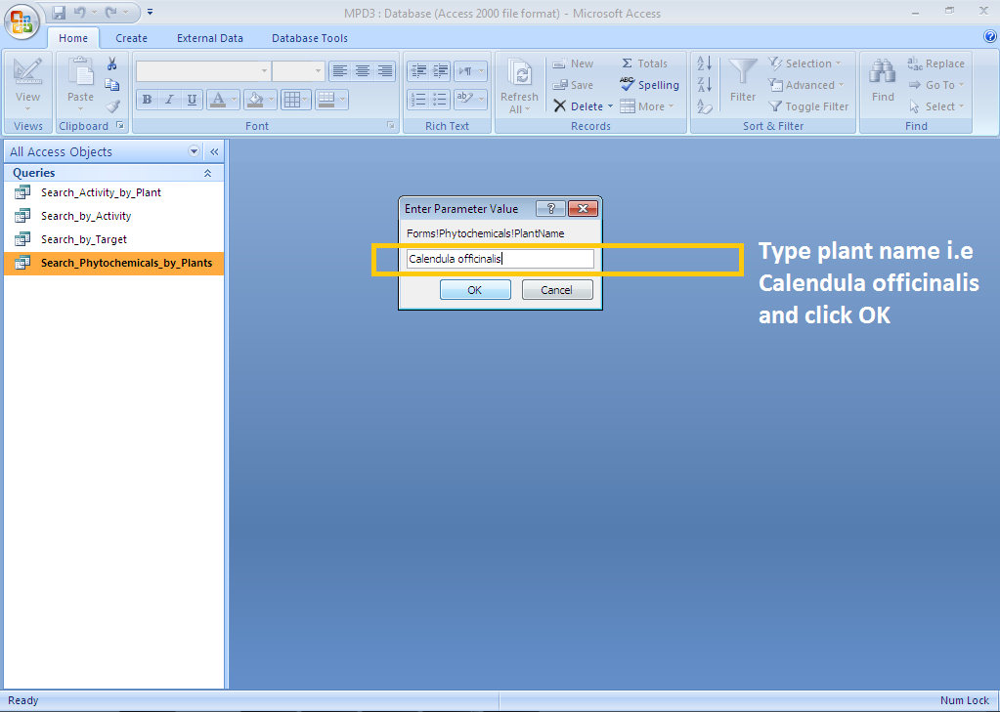 MPD3 : Database (Access 2000 file format) - Microsoft Access
Home Create External Data Database Tools
View
Views
Paste
Clipboard
B I U A
Font
ab
Rich Text
Refresh All
New
Save
Delete
Σ Totals
ABC Spelling
More
Records
A Z
Z A
Filter
Selection
Advanced
Toggle Filter
Sort & Filter
Find
Replace
Go To
Select
Find
All Access Objects
Queries
Search_Activity_by_Plant
Search_by_Activity
Search_by_Target
Search_Phytochemicals_by_Plants
Enter Parameter Value
Forms!Phytochemicals!PlantName
Calendula officinalis
OK Cancel
Type plant name i.e
Calendula officinalis
and click OK
Ready
Num Lock